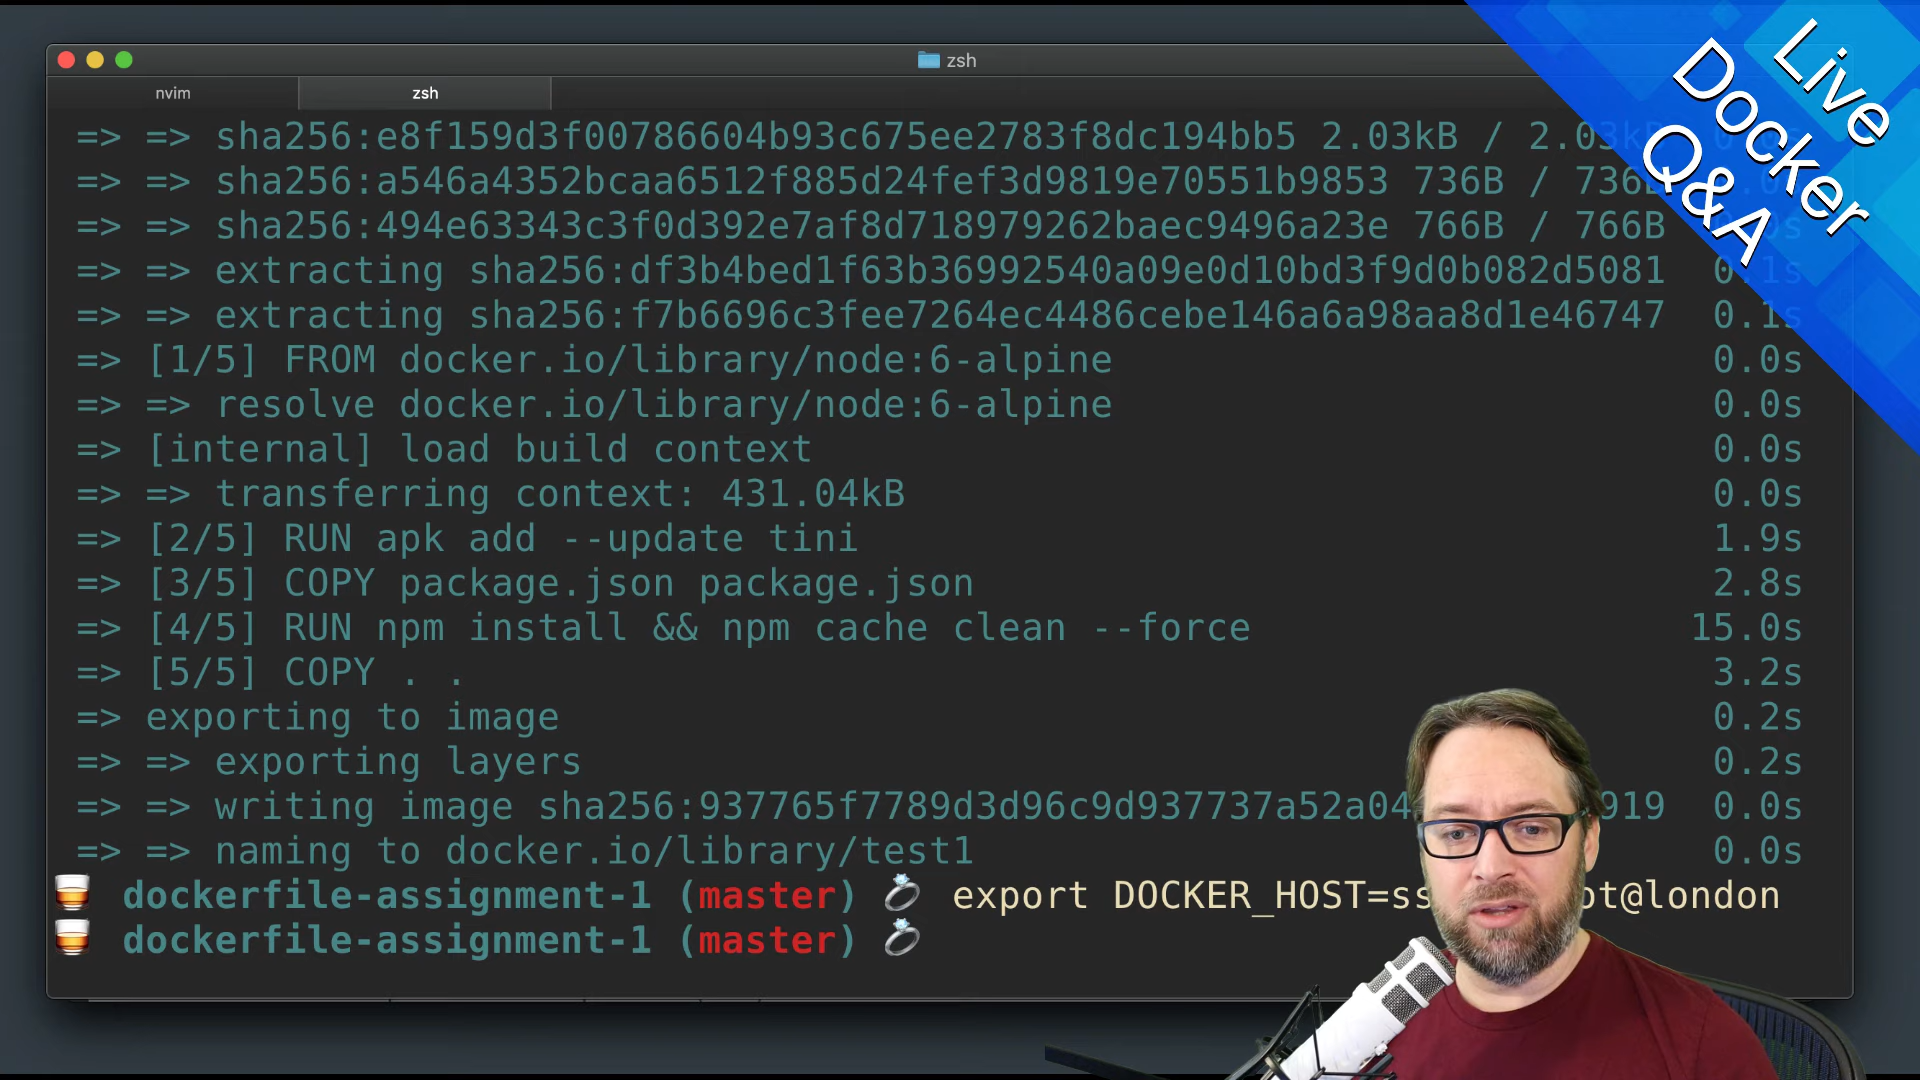 zsh
nvim zsh
=> => sha256:e8f159d3f00786604b93c675ee2783f8dc194bb5 2.03kB / 2.03kB
=> => sha256:a546a4352bcaa6512f885d24fef3d9819e70551b9853 736B / 736B
=> => sha256:494e63343c3f0d392e7af8d718979262baec9496a23e 766B / 766B
=> => extracting sha256:df3b4bed1f63b36992540a09e0d10bd3f9d0b082d5081 0.1s
=> => extracting sha256:f7b6696c3fee7264ec4486cebe146a6a98aa8d1e46747 0.1s
=> [1/5] FROM docker.io/library/node:6-alpine 0.0s
=> => resolve docker.io/library/node:6-alpine 0.0s
=> [internal] load build context 0.0s
=> => transferring context: 431.04kB 0.0s
=> [2/5] RUN apk add --update tini 1.9s
=> [3/5] COPY package.json package.json 2.8s
=> [4/5] RUN npm install && npm cache clean --force 15.0s
=> [5/5] COPY . . 3.2s
=> exporting to image 0.2s
=> => exporting layers 0.2s
=> => writing image sha256:937765f7789d3d96c9d937737a52a04 919 0.0s
=> => naming to docker.io/library/test1 0.0s
dockerfile-assignment-1 (master) export DOCKER_HOST=ss t@london
dockerfile-assignment-1 (master)
Live
Docker
Q&A